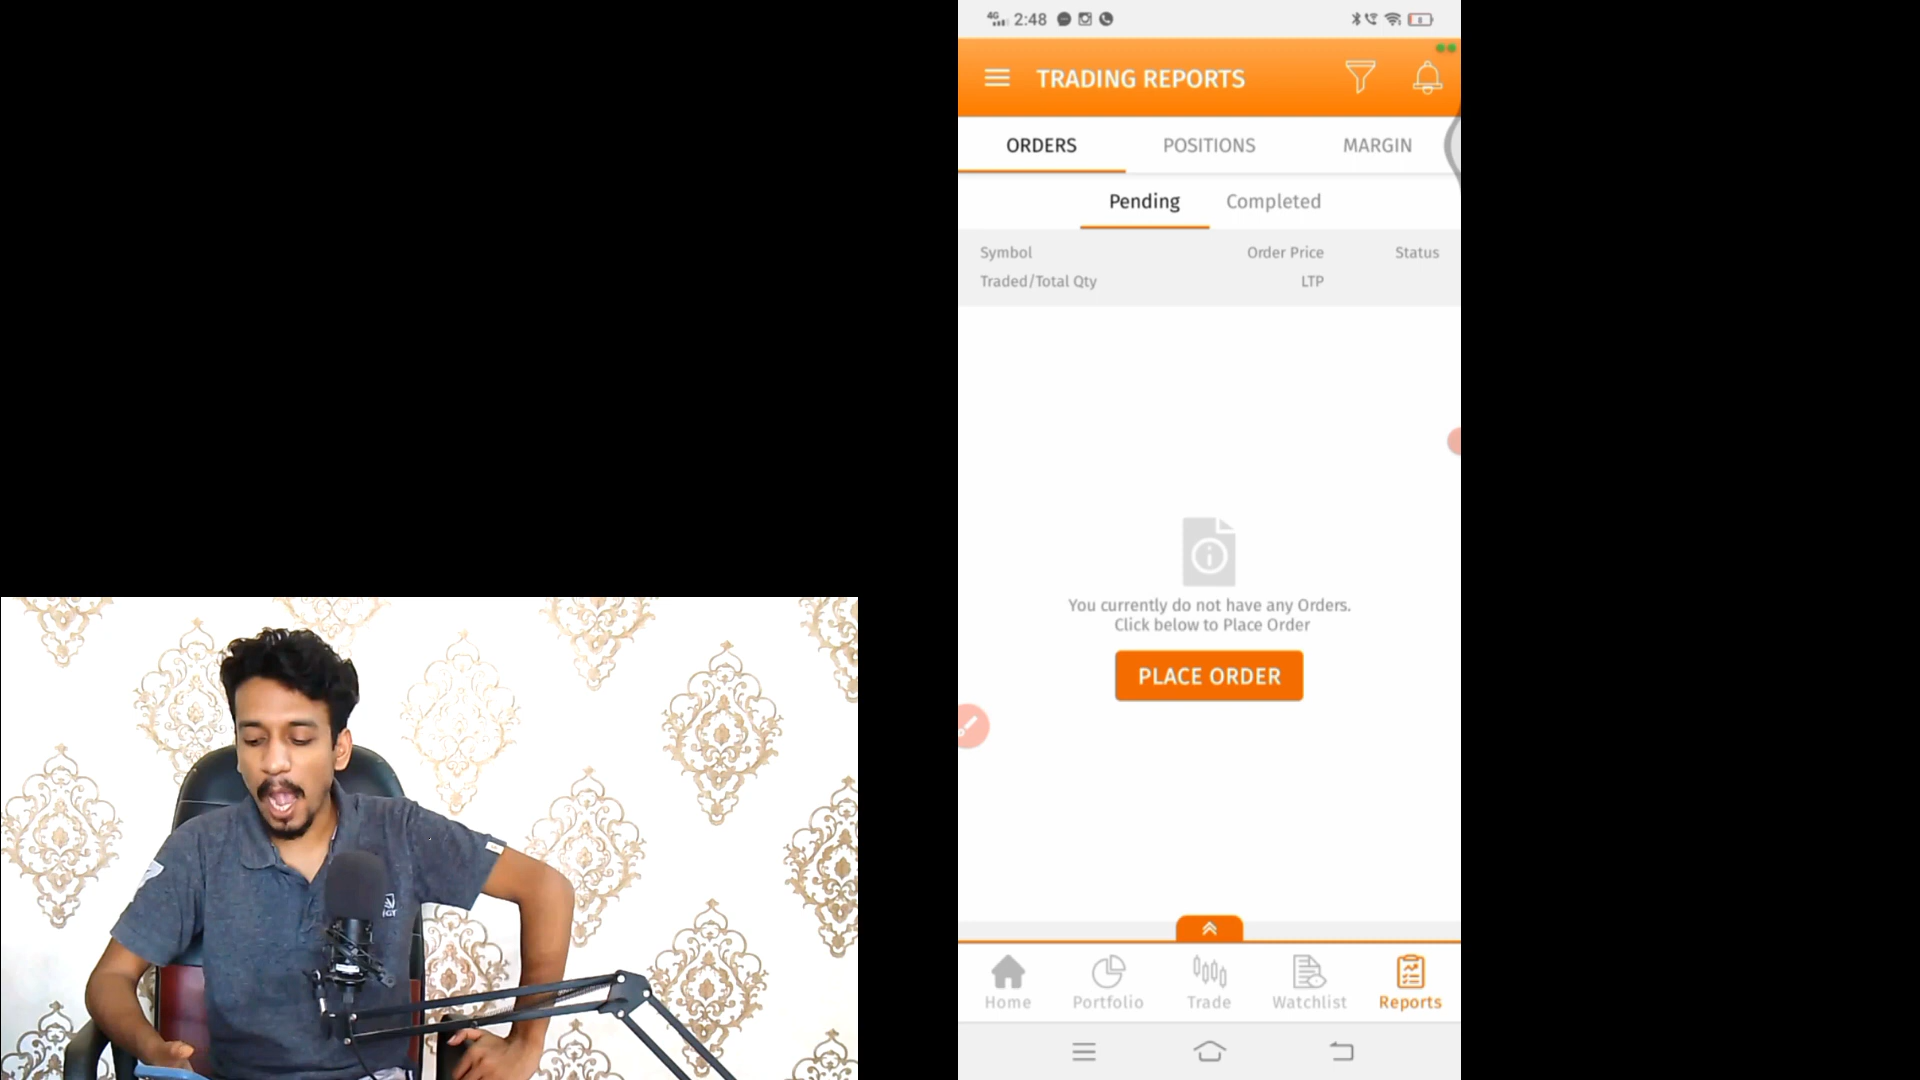 4G 2:48
TRADING REPORTS
ORDERS POSITIONS MARGIN
Pending Completed
Symbol Order Price Status
Traded/Total Qty LTP
You currently do not have any Orders.
Click below to Place Order
PLACE ORDER
Home Portfolio Trade Watchlist Reports